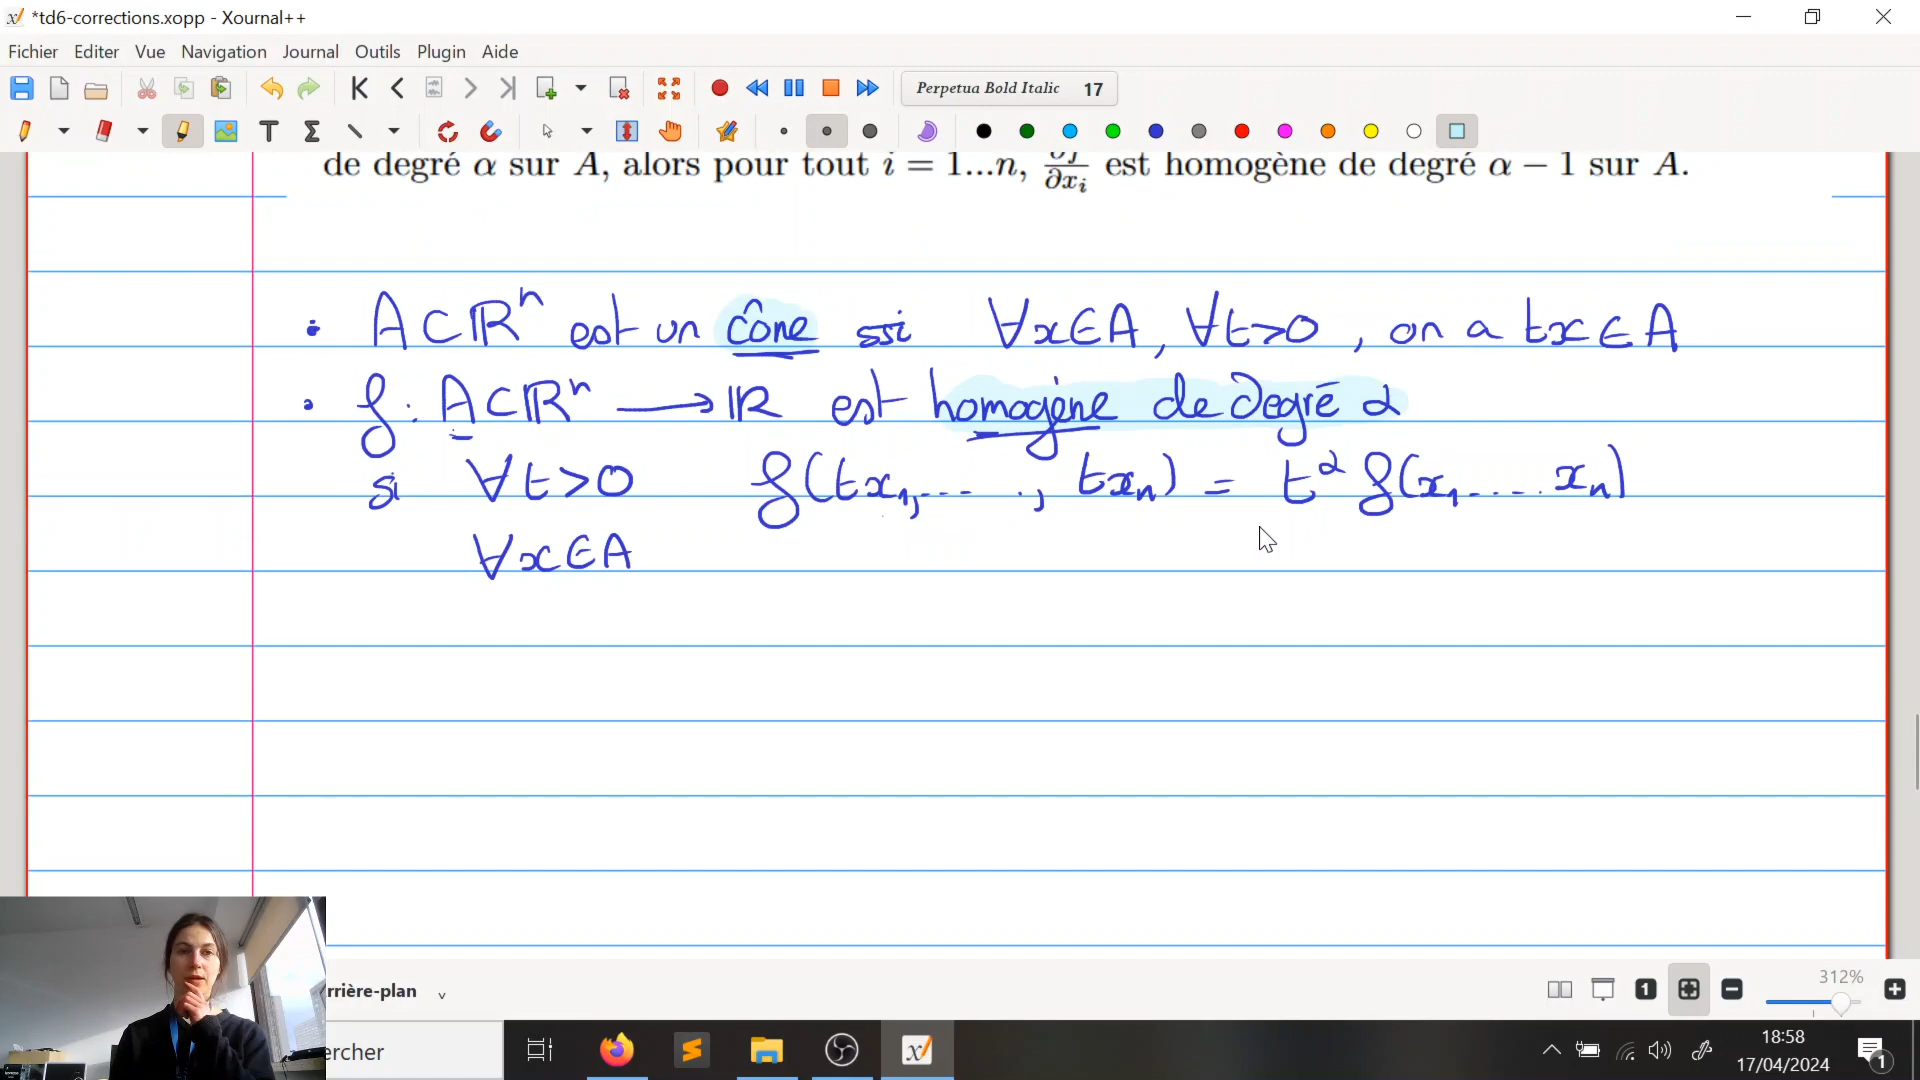 *td6-corrections.xopp - Xournal++
Fichier Editer Vue Navigation Journal Outils Plugin Aide
Perpetua Bold Italic 17
de degré α sur A, alors pour tout i = 1...n, ∂f/∂xᵢ est homogène de degré α − 1 sur A.
• A⊂ℝⁿ est un cône ssi ∀x∈A, ∀t>0, on a tx∈A
• f: A⊂ℝⁿ ⟶ ℝ est homogène de degré α
si ∀t>0 f(tx₁,...., txₙ) = t^α f(x₁.... xₙ)
∀x∈A
rrière-plan
312%
ercher
18:58
17/04/2024
1